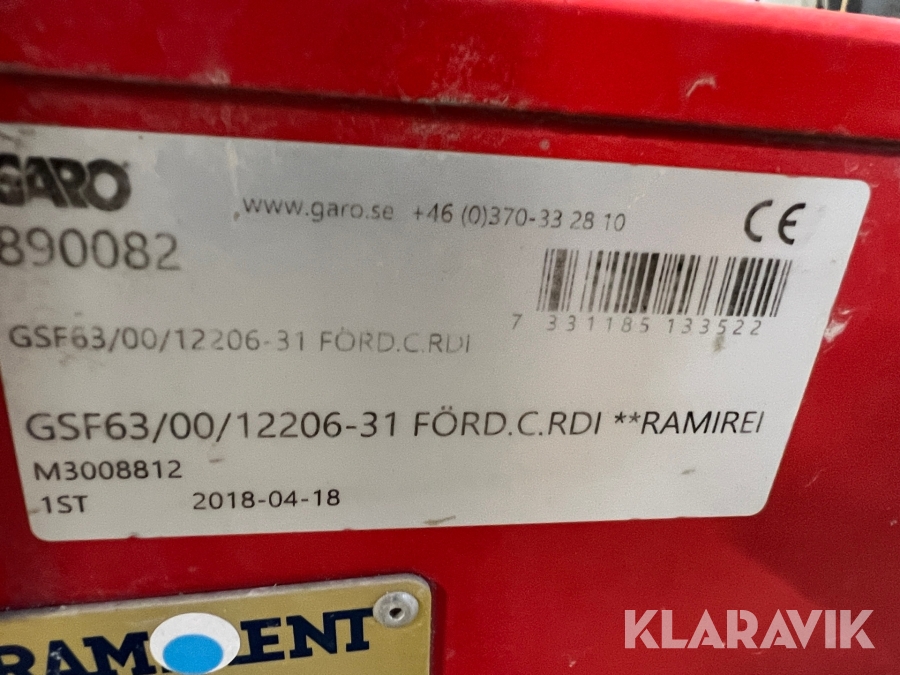 GARO
www.garo.se +46 (0)370-33 28 10 CE
890082
7 331185 133522
GSF63/00/12206-31 FÖRD.C.RDI
GSF63/00/12206-31 FÖRD.C.RDI **RAMIREI
M3008812
1ST 2018-04-18
KLARAVIK